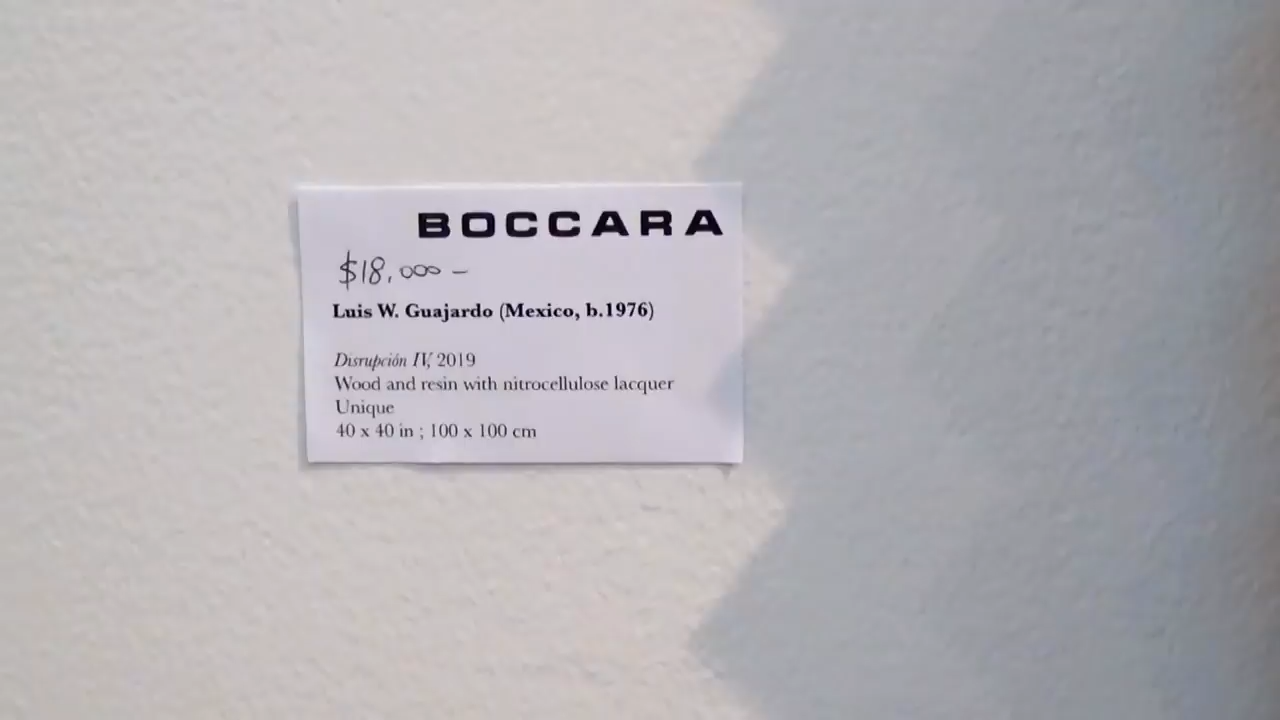 BOCCARA
$18,000 –
Luis W. Guajardo (Mexico, b.1976)
Disrupción IV, 2019
Wood and resin with nitrocellulose lacquer
Unique
40 x 40 in ; 100 x 100 cm